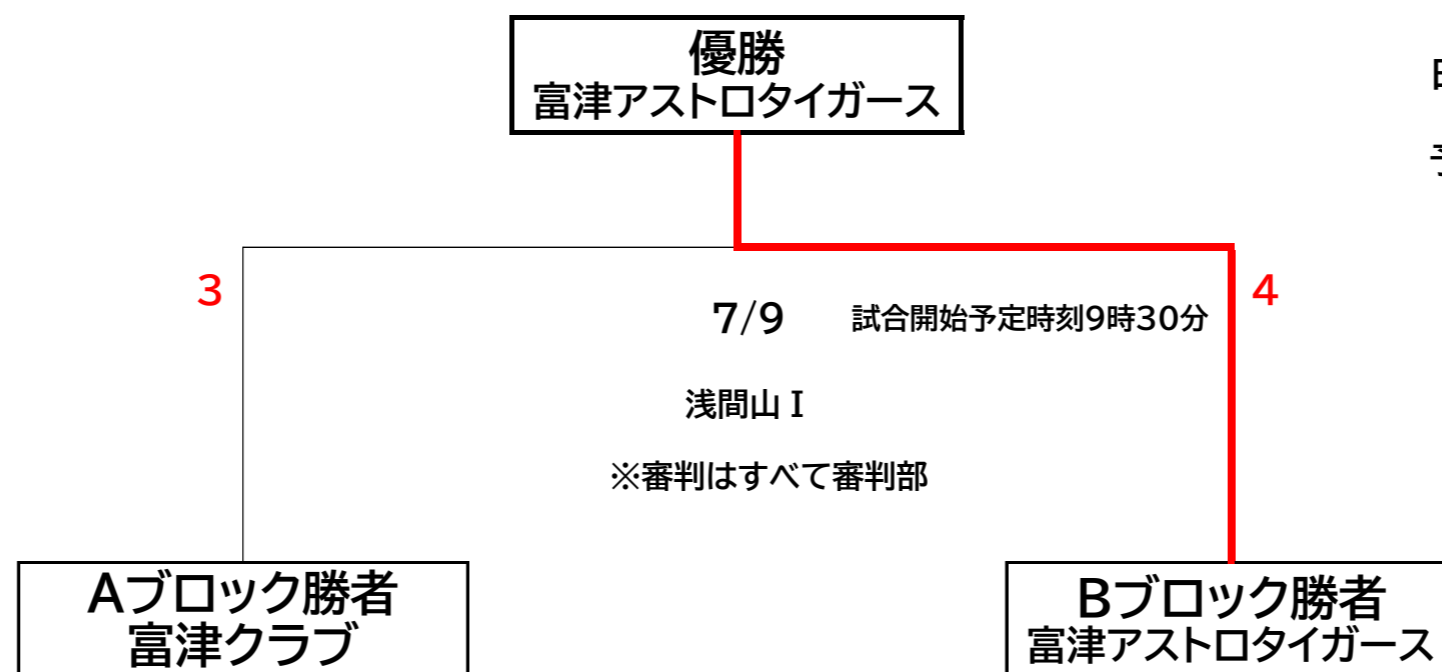 優勝
富津アストロタイガース
3
4
7/9 試合開始予定時刻9時30分
浅間山Ⅰ
※審判はすべて審判部
Aブロック勝者
富津クラブ
Bブロック勝者
富津アストロタイガース